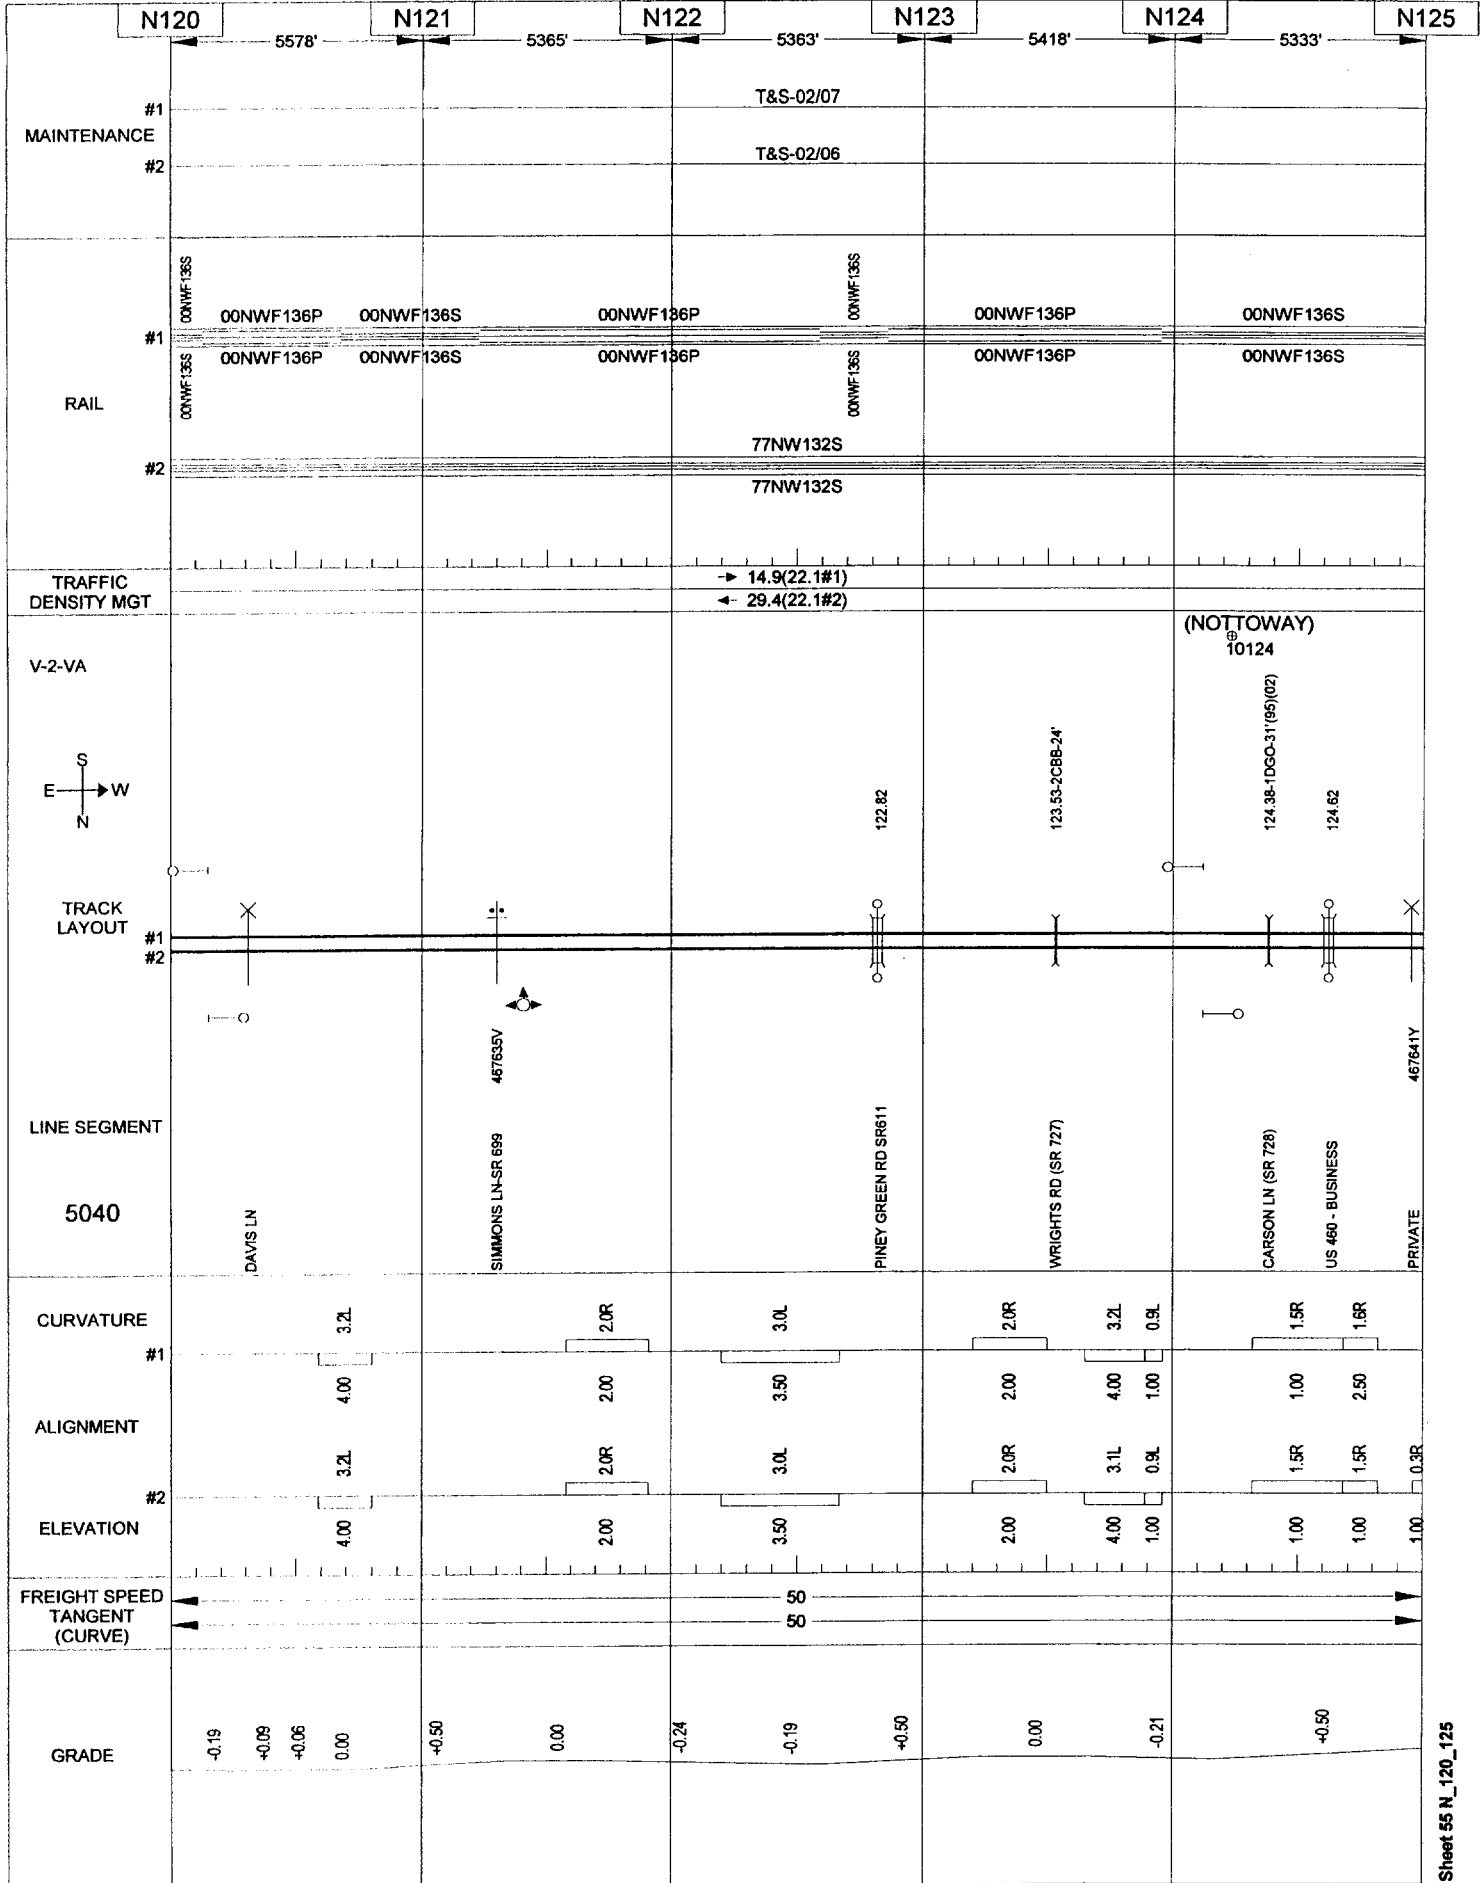 N120 N121 N122 N123 N124 N125
5578' 5365' 5363' 5418' 5333'
#1 T&S-02/07
MAINTENANCE
#2 T&S-02/06
00NWF136S 00NWF136S
00NWF136P 00NWF136S 00NWF136P 00NWF136P 00NWF136S
#1
00NWF136P 00NWF136S 00NWF136P 00NWF136P 00NWF136S
00NWF136S 00NWF136S
RAIL
77NW132S
#2
77NW132S
TRAFFIC
DENSITY MGT
14.9(22.1#1)
29.4(22.1#2)
(NOTTOWAY)
10124
V-2-VA
S
E W
N
122.82
123.53-2CBB-24'
124.38-1DGO-31'(95)(02)
124.62
TRACK
LAYOUT
#1
#2
467635V
467641Y
LINE SEGMENT
5040
DAVIS LN
SIMMONS LN-SR 699
PINEY GREEN RD SR611
WRIGHTS RD (SR 727)
CARSON LN (SR 728)
US 460 - BUSINESS
PRIVATE
CURVATURE
3.2L 2.0R 3.0L 2.0R 3.2L 0.9L 1.5R 1.6R
#1
4.00 2.00 3.50 2.00 4.00 1.00 1.00 2.50
ALIGNMENT
3.2L 2.0R 3.0L 2.0R 3.1L 0.9L 1.5R 1.5R 0.3R
#2
ELEVATION
4.00 2.00 3.50 2.00 4.00 1.00 1.00 1.00 1.00
FREIGHT SPEED
TANGENT
(CURVE)
50
50
GRADE
-0.19 +0.09 +0.06 0.00 +0.50 0.00 -0.24 -0.19 +0.50 0.00 -0.21 +0.50
Sheet 55 N_120_125